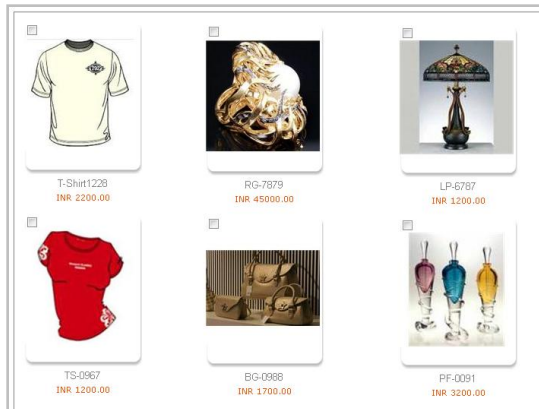 T-Shirt1228
RG-7879
LP-6787
INR 2200.00
INR 45000.00
INR 1200.00
TS-0967
BG-0988
PF-0091
INR 1200.00
INR 1700.00
INR 3200.00